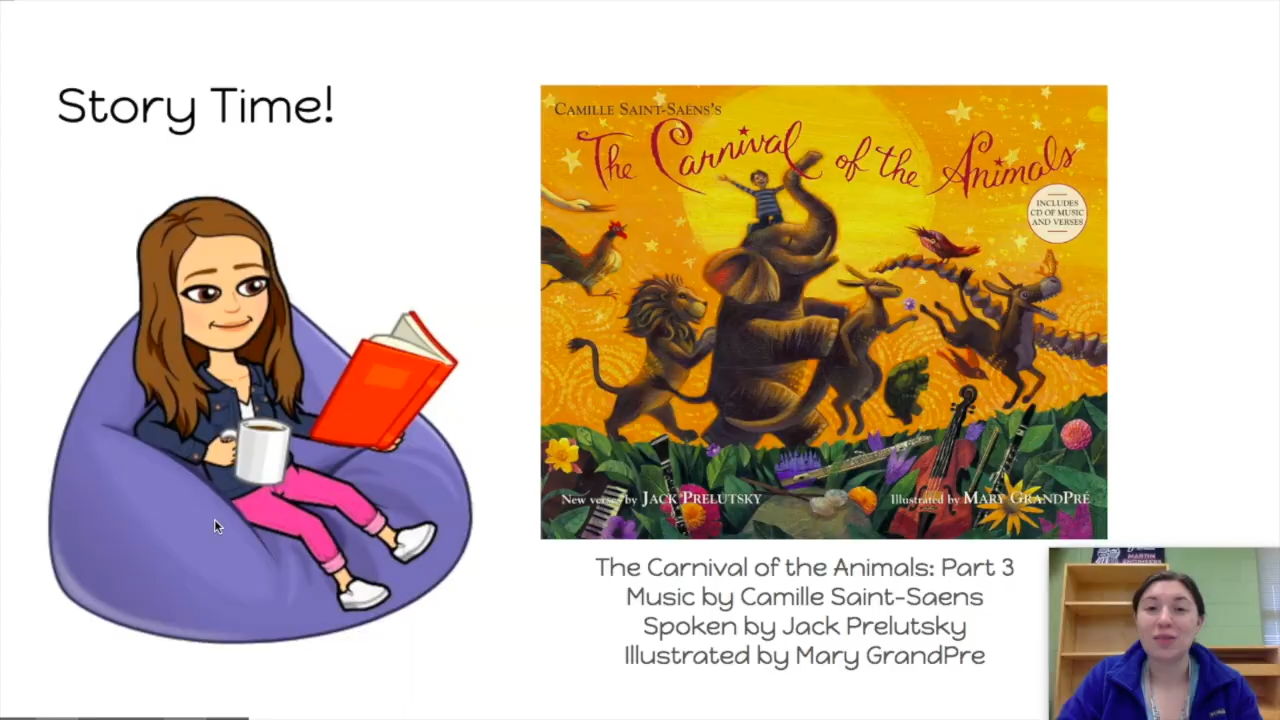 Story Time!
CAMILLE SAINT-SAËNS'S
The Carnival of the Animals
INCLUDES
CD OF MUSIC
AND VERSES
New verses by JACK PRELUTSKY
Illustrated by MARY GRANDPRÉ
The Carnival of the Animals: Part 3
Music by Camille Saint-Saens
Spoken by Jack Prelutsky
Illustrated by Mary GrandPre
MARTIN